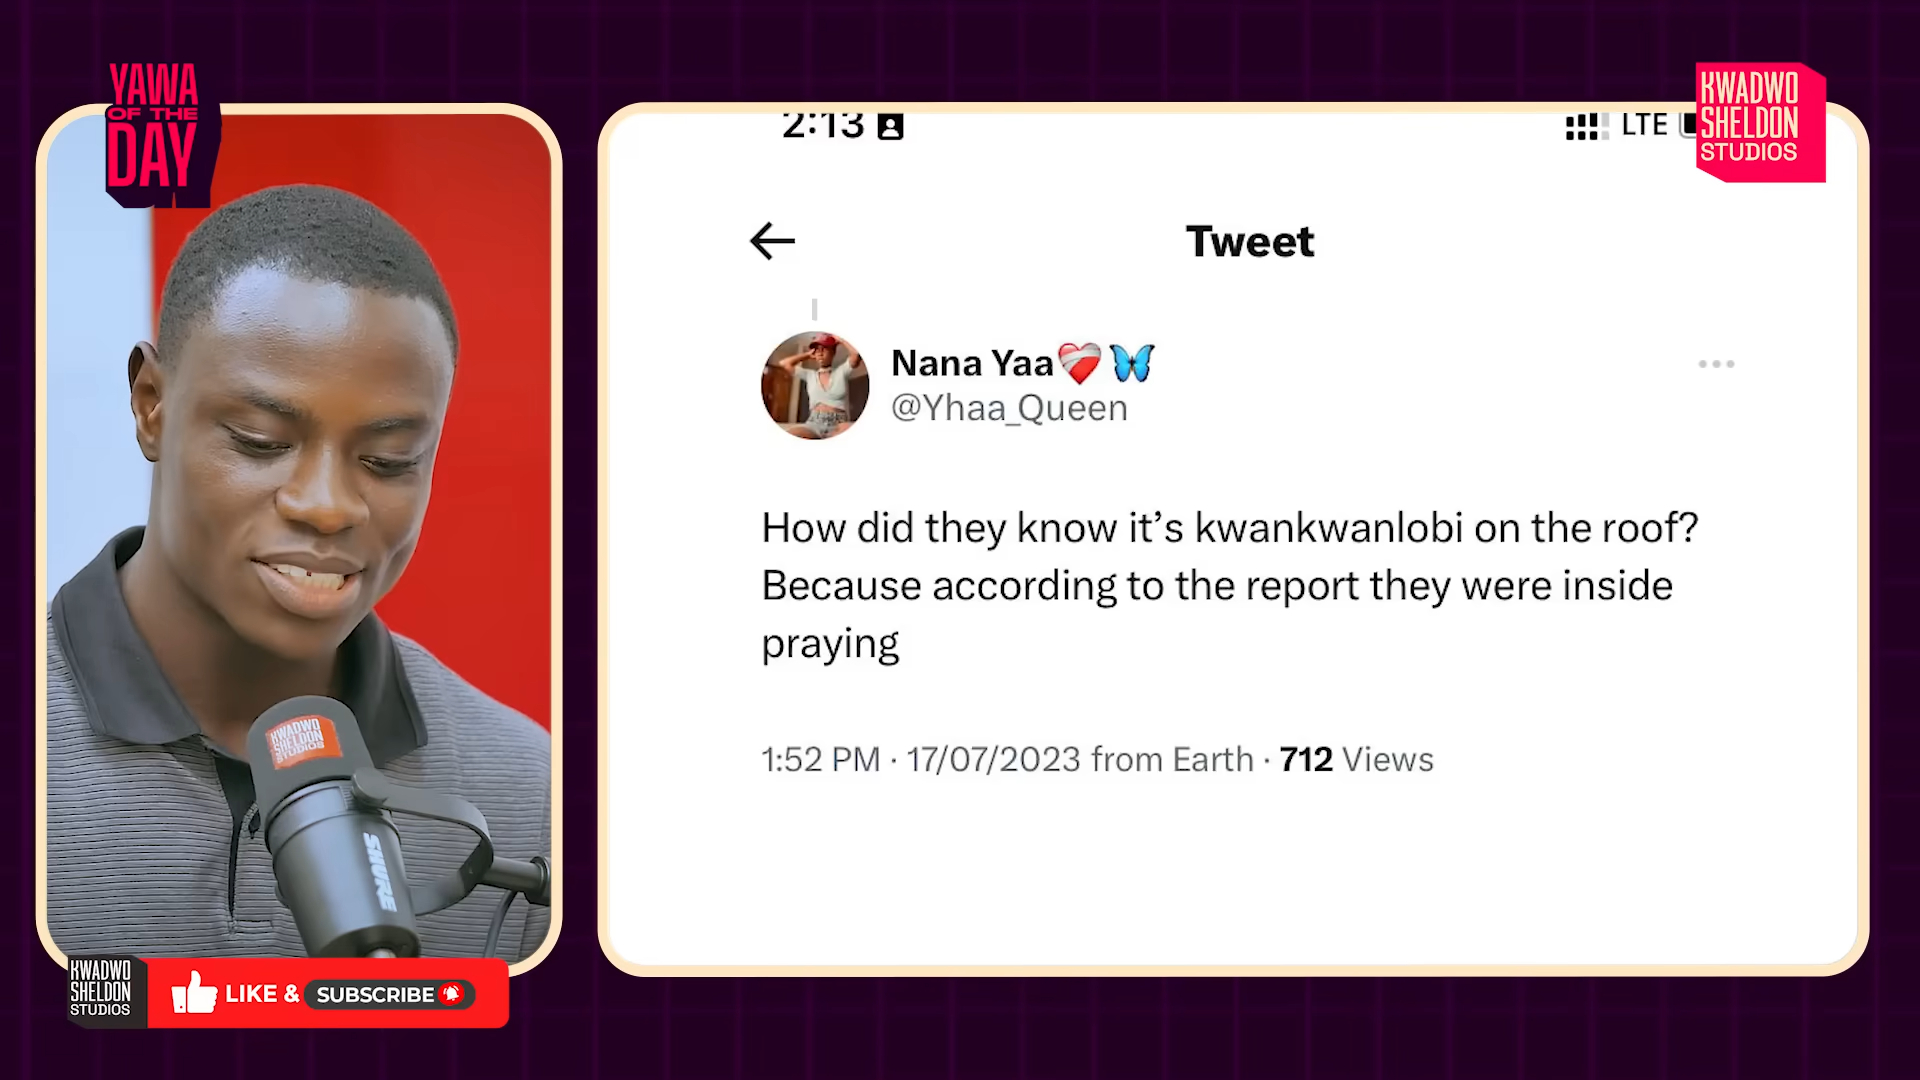 YAWA
OF THE
DAY
KWADWO
SHELDON
STUDIOS
2:13
LTE
Tweet
Nana Yaa❤️‍🩹🦋
@Yhaa_Queen
How did they know it’s kwankwanlobi on the roof?
Because according to the report they were inside
praying
1:52 PM · 17/07/2023 from Earth · 712 Views
KWADWO
SHELDON
STUDIOS
SHURE
KWADWO
SHELDON
STUDIOS
LIKE & SUBSCRIBE